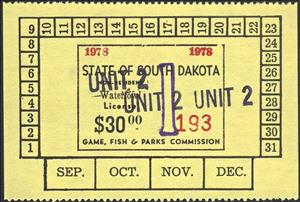 10 11 12 13 14 15 16 17 18 19 20 21 22
9 23
8 24
7 25
6 26
5 27
4 28
3 29
2 30
1 31
1978 1978
STATE OF SOUTH DAKOTA
UNIT 2
Waterfowl
License
UNIT 2 UNIT 2
$30.00 193
GAME, FISH & PARKS COMMISSION
SEP. OCT. NOV. DEC.